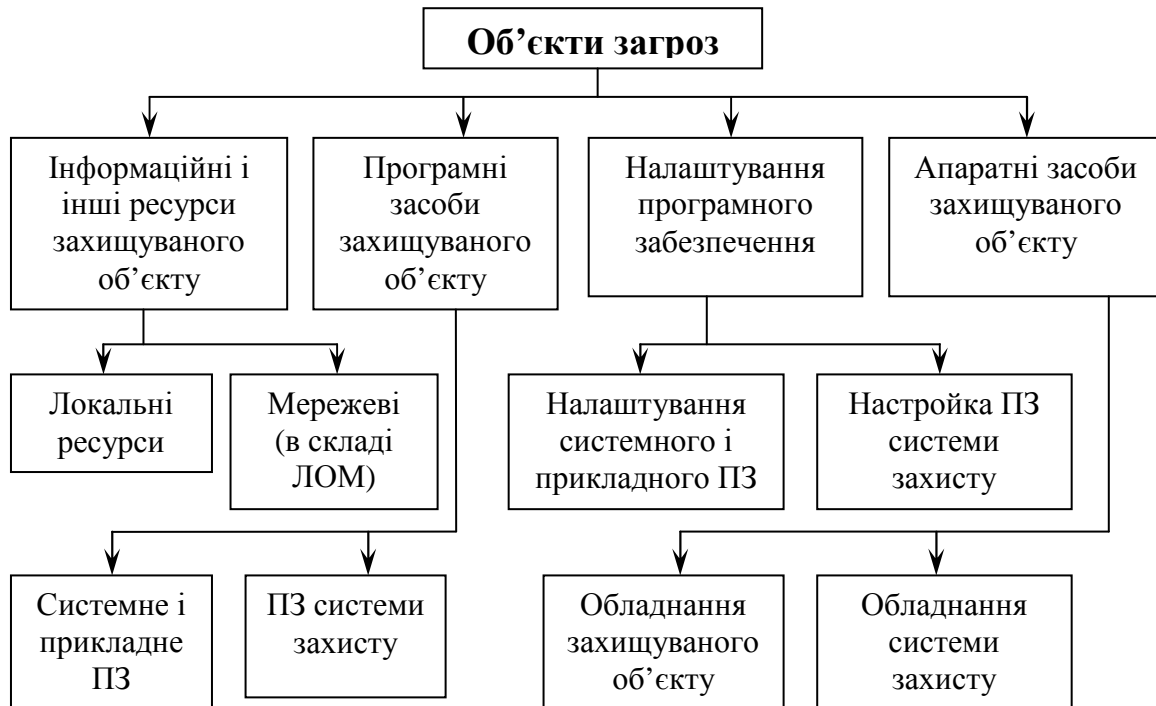 Об’єкти загроз
Інформаційні і
інші ресурси
захищуваного
об’єкту
Програмні
засоби
захищуваного
об’єкту
Налаштування
програмного
забезпечення
Апаратні засоби
захищуваного
об’єкту
Локальні
ресурси
Мережеві
(в складі
ЛОМ)
Налаштування
системного і
прикладного ПЗ
Настройка ПЗ
системи
захисту
Системне і
прикладне
ПЗ
ПЗ системи
захисту
Обладнання
захищуваного
об’єкту
Обладнання
системи
захисту